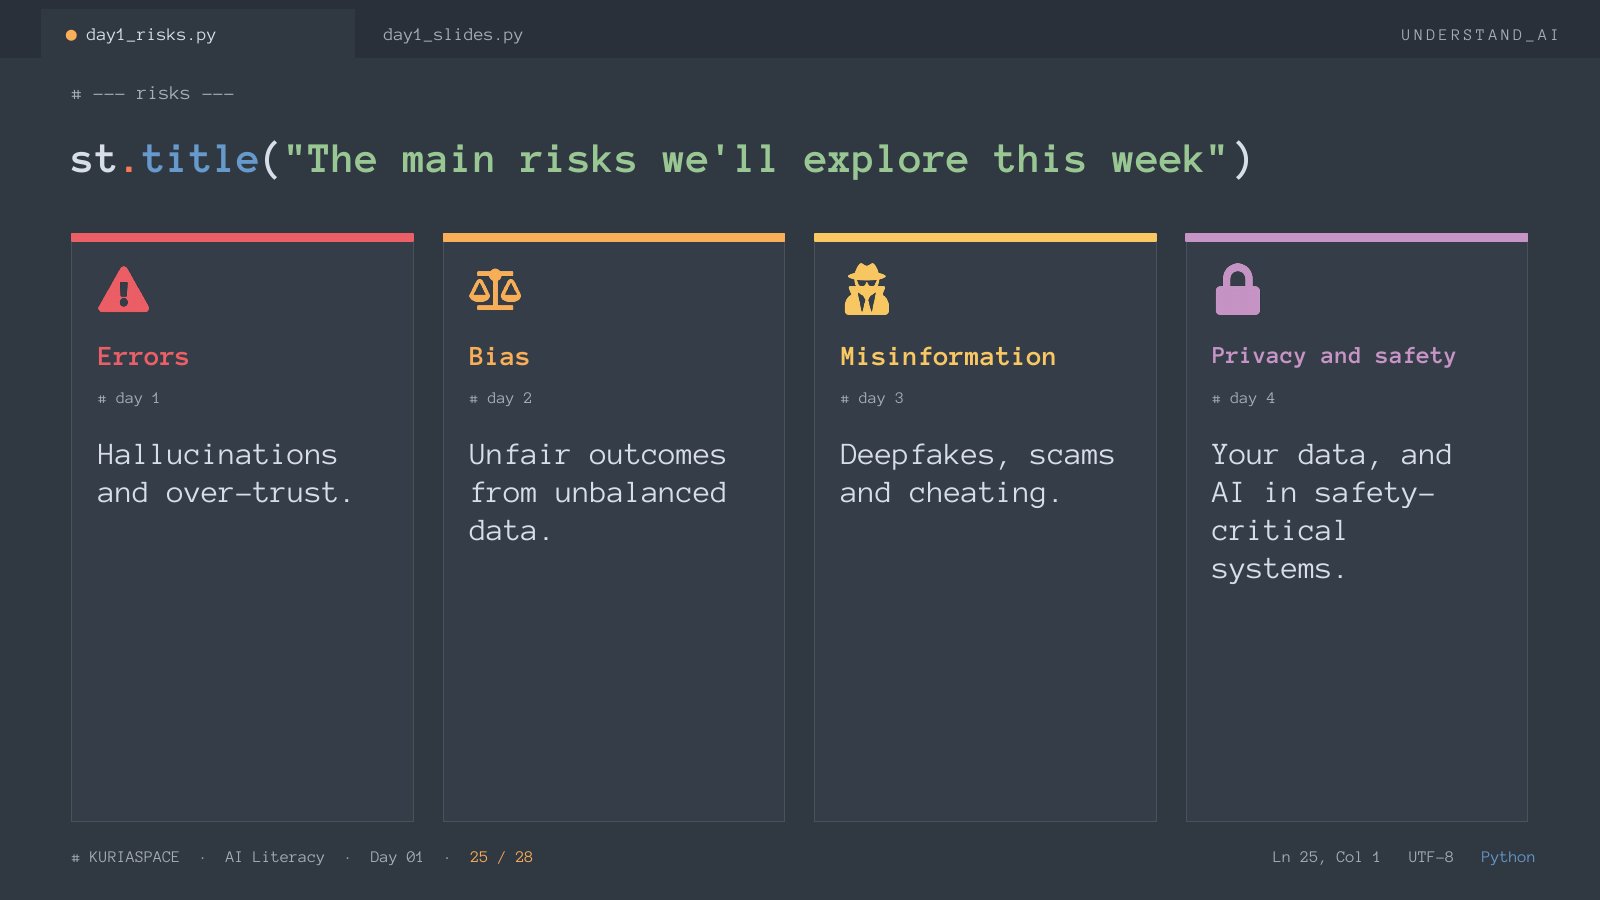 day1_risks.py
day1_slides.py
UNDERSTAND_AI
# --- risks ---
st.title("The main risks we'll explore this week")
Errors
# day 1
Hallucinations
and over-trust.
Bias
# day 2
Unfair outcomes
from unbalanced
data.
Misinformation
# day 3
Deepfakes, scams
and cheating.
Privacy and safety
# day 4
Your data, and
AI in safety-
critical
systems.
# KURIASPACE · AI Literacy · Day 01 · 25 / 28
Ln 25, Col 1 UTF-8 Python